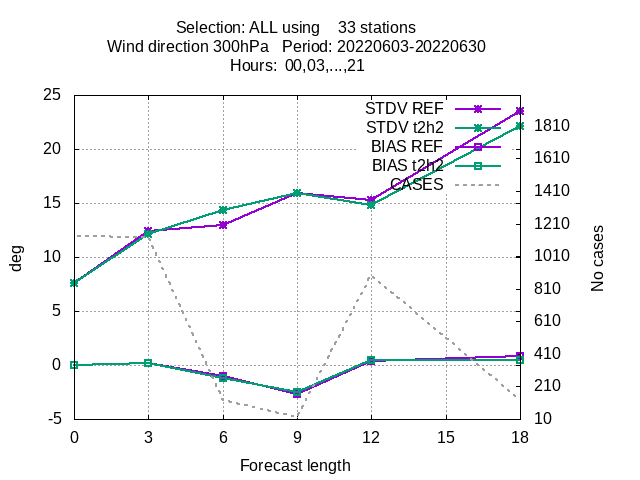 Selection: ALL using    33 stations
Wind direction 300hPa   Period: 20220603-20220630
Hours:  00,03,...,21
STDV REF
STDV t2h2
BIAS REF
BIAS t2h2
CASES
25
20
15
10
5
0
-5
deg
1810
1610
1410
1210
1010
810
610
410
210
10
No cases
0 3 6 9 12 15 18
Forecast length